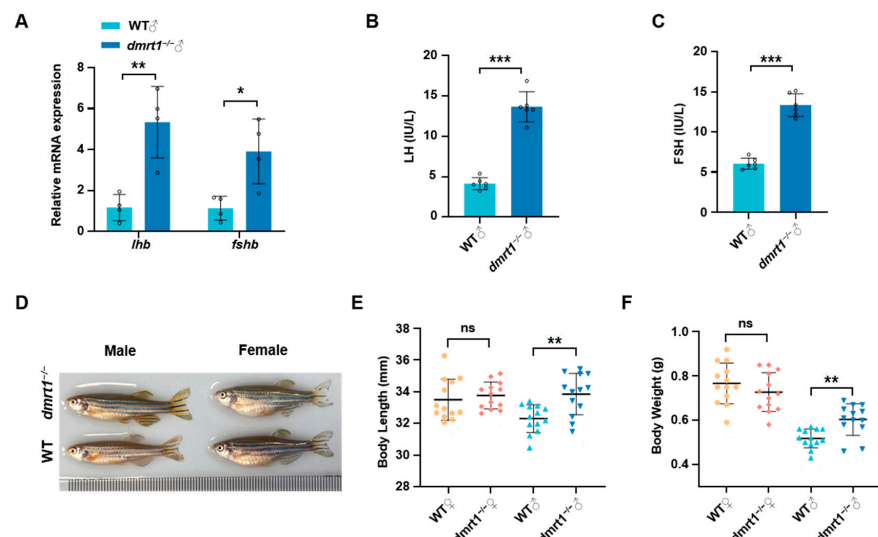 A
WT♂
dmrt1⁻/⁻♂
Relative mRNA expression
8
6
4
2
0
**
*
lhb
fshb
B
LH (IU/L)
20
15
10
5
0
***
WT♂
dmrt1⁻/⁻♂
C
FSH (IU/L)
20
15
10
5
0
***
WT♂
dmrt1⁻/⁻♂
D
Male
Female
dmrt1⁻/⁻
WT
E
Body Length (mm)
38
36
34
32
30
28
ns
**
WT♀
dmrt1⁻/⁻♀
WT♂
dmrt1⁻/⁻♂
F
Body Weight (g)
1.0
0.8
0.6
0.4
ns
**
WT♀
dmrt1⁻/⁻♀
WT♂
dmrt1⁻/⁻♂